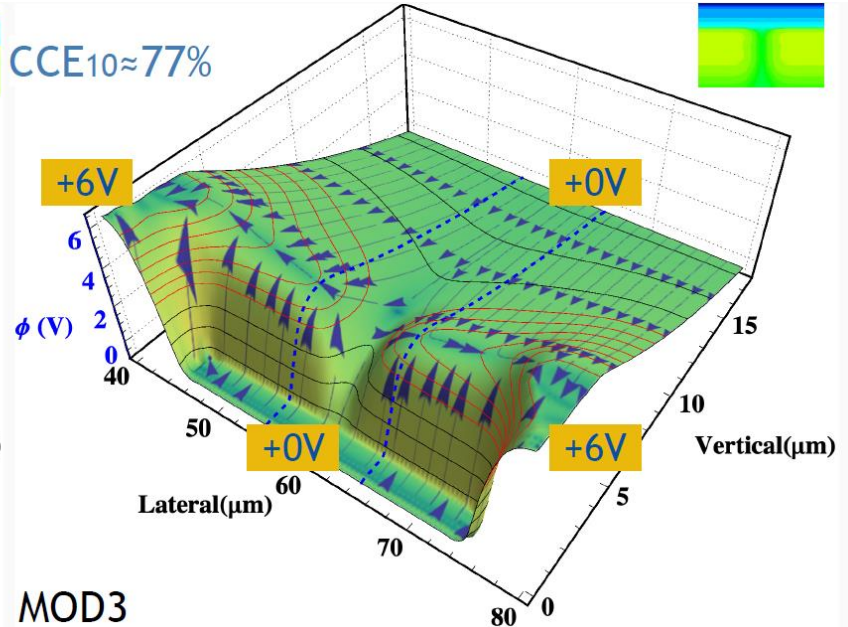 CCE10≈77%
+6V
+0V
6
4
2
0
ϕ (V)
40
50
60
70
80
Lateral(μm)
+0V
+6V
0
5
10
15
Vertical(μm)
MOD3